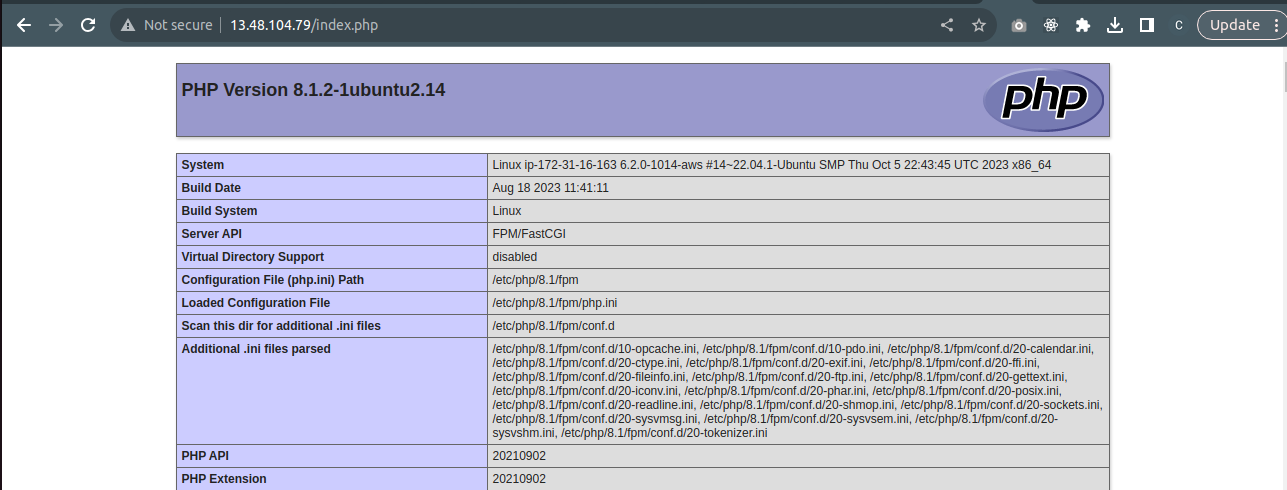 Not secure 13.48.104.79/index.php C Update
PHP Version 8.1.2-1ubuntu2.14 php
System Linux ip-172-31-16-163 6.2.0-1014-aws #14~22.04.1-Ubuntu SMP Thu Oct 5 22:43:45 UTC 2023 x86_64
Build Date Aug 18 2023 11:41:11
Build System Linux
Server API FPM/FastCGI
Virtual Directory Support disabled
Configuration File (php.ini) Path /etc/php/8.1/fpm
Loaded Configuration File /etc/php/8.1/fpm/php.ini
Scan this dir for additional .ini files /etc/php/8.1/fpm/conf.d
Additional .ini files parsed /etc/php/8.1/fpm/conf.d/10-opcache.ini, /etc/php/8.1/fpm/conf.d/10-pdo.ini, /etc/php/8.1/fpm/conf.d/20-calendar.ini,
/etc/php/8.1/fpm/conf.d/20-ctype.ini, /etc/php/8.1/fpm/conf.d/20-exif.ini, /etc/php/8.1/fpm/conf.d/20-ffi.ini,
/etc/php/8.1/fpm/conf.d/20-fileinfo.ini, /etc/php/8.1/fpm/conf.d/20-ftp.ini, /etc/php/8.1/fpm/conf.d/20-gettext.ini,
/etc/php/8.1/fpm/conf.d/20-iconv.ini, /etc/php/8.1/fpm/conf.d/20-phar.ini, /etc/php/8.1/fpm/conf.d/20-posix.ini,
/etc/php/8.1/fpm/conf.d/20-readline.ini, /etc/php/8.1/fpm/conf.d/20-shmop.ini, /etc/php/8.1/fpm/conf.d/20-sockets.ini,
/etc/php/8.1/fpm/conf.d/20-sysvmsg.ini, /etc/php/8.1/fpm/conf.d/20-sysvsem.ini, /etc/php/8.1/fpm/conf.d/20-
sysvshm.ini, /etc/php/8.1/fpm/conf.d/20-tokenizer.ini
PHP API 20210902
PHP Extension 20210902